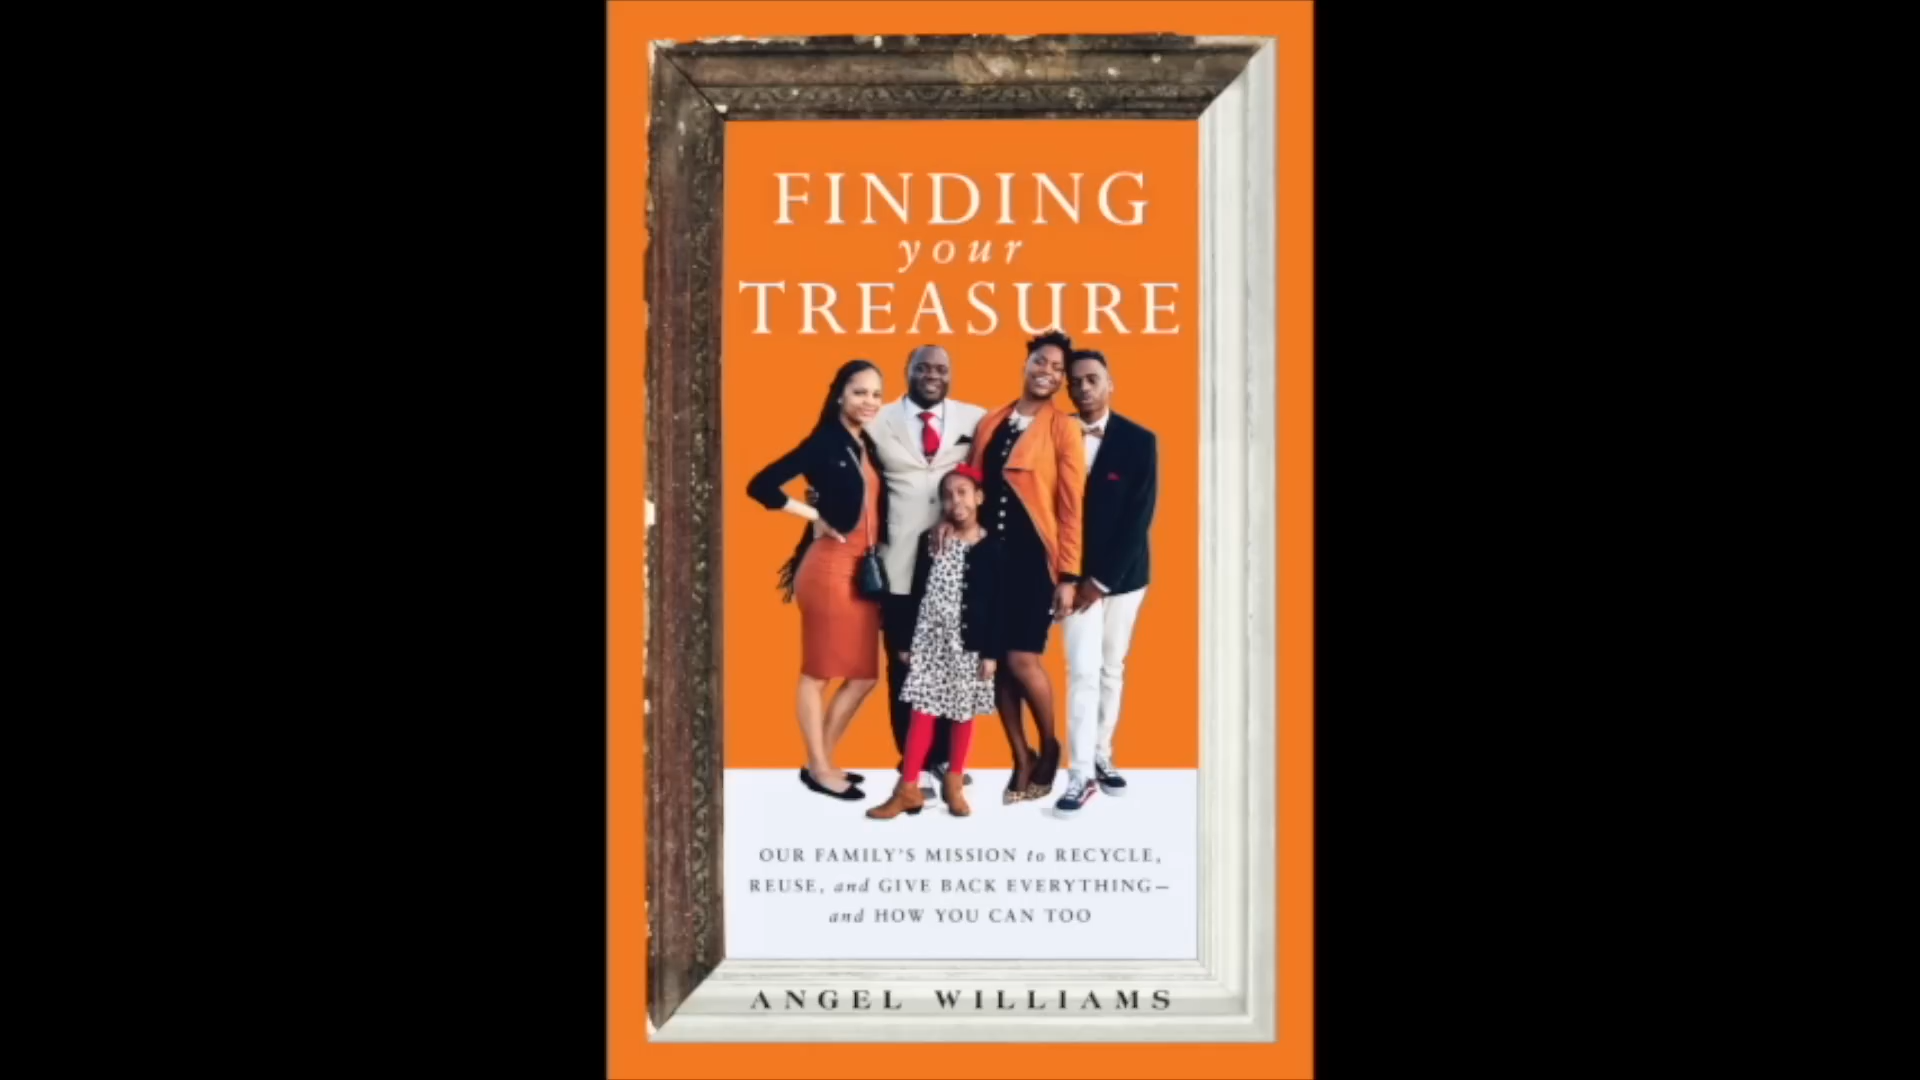 FINDING
your
TREASURE
OUR FAMILY'S MISSION to RECYCLE,
REUSE, and GIVE BACK EVERYTHING—
and HOW YOU CAN TOO
ANGEL WILLIAMS